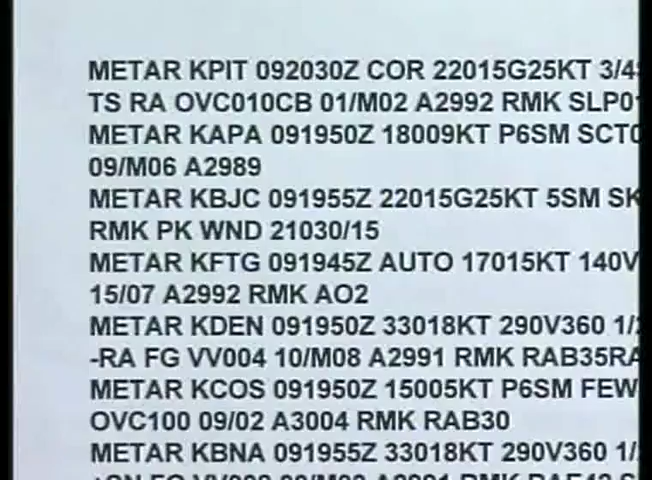 METAR KPIT 092030Z COR 22015G25KT 3/4
TS RA OVC010CB 01/M02 A2992 RMK SLP0
METAR KAPA 091950Z 18009KT P6SM SCT0
09/M06 A2989
METAR KBJC 091955Z 22015G25KT 5SM SK
RMK PK WND 21030/15
METAR KFTG 091945Z AUTO 17015KT 140V
15/07 A2992 RMK AO2
METAR KDEN 091950Z 33018KT 290V360 1/
-RA FG VV004 10/M08 A2991 RMK RAB35RA
METAR KCOS 091950Z 15005KT P6SM FEW
OVC100 09/02 A3004 RMK RAB30
METAR KBNA 091955Z 33018KT 290V360 1/